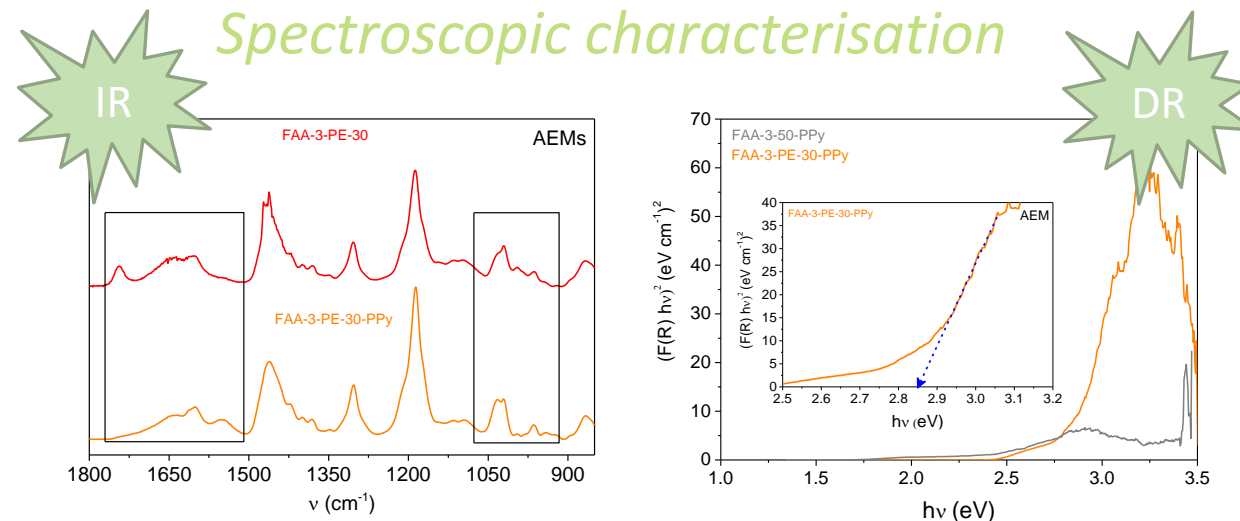 Spectroscopic characterisation
IR
DR
FAA-3-PE-30
AEMs
FAA-3-PE-30-PPy
1800 1650 1500 1350 1200 1050 900
ν (cm⁻¹)
FAA-3-50-PPy
FAA-3-PE-30-PPy
70
60
50
40
30
20
10
0
(F(R) hν)² (eV cm⁻¹)²
1.0 1.5 2.0 2.5 3.0 3.5
hν (eV)
FAA-3-PE-30-PPy
AEM
40
35
30
25
20
15
10
5
0
(F(R) hν)² (eV cm⁻¹)²
2.5 2.6 2.7 2.8 2.9 3.0 3.1 3.2
hν (eV)